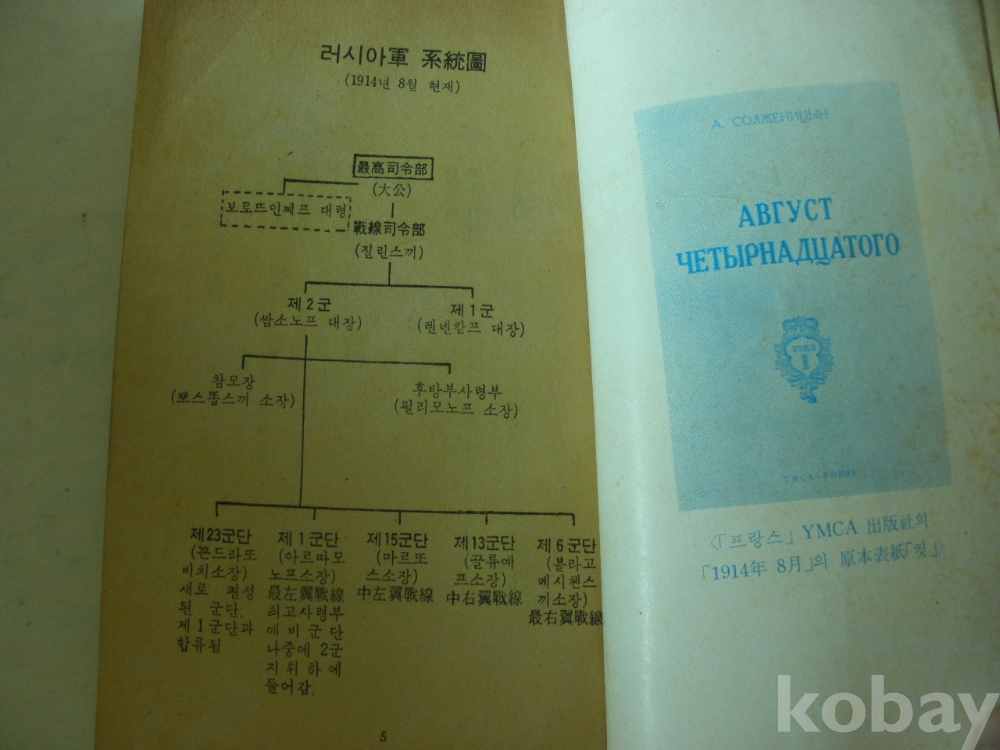 러시아軍 系統圖
(1914년 8월 현재)
最高司令部
(大公)
보로뜨인쩨프 대령
戰線司令部
(질린스끼)
제2군
(쌈소노프 대장)
제1군
(렌넨캄프 대장)
참모장
(뽀스똡스끼 소장)
후방부사령부
(필리모노프 소장)
제23군단
(꼰드라또
비치소장)
새로 편성
된 군단.
제1군단과
합류됨
제1군단
(아르따모
노프소장)
最左翼戰線
최고사령부
예비군단
나중에 2군
지휘하에
들어감.
제15군단
(마르또
스소장)
中左翼戰線
제13군단
(끌류예
프소장)
中右翼戰線
제6군단
(블라고
베시첸스
끼소장)
最右翼戰線
5
А. СОЛЖЕНИЦЫН
АВГУСТ
ЧЕТЫРНАДЦАТОГО
I
YMCA-PRESS
〈「프랑스」 YMCA 出版社의
「1914年 8月」의 原本表紙「컷」〉
kobay